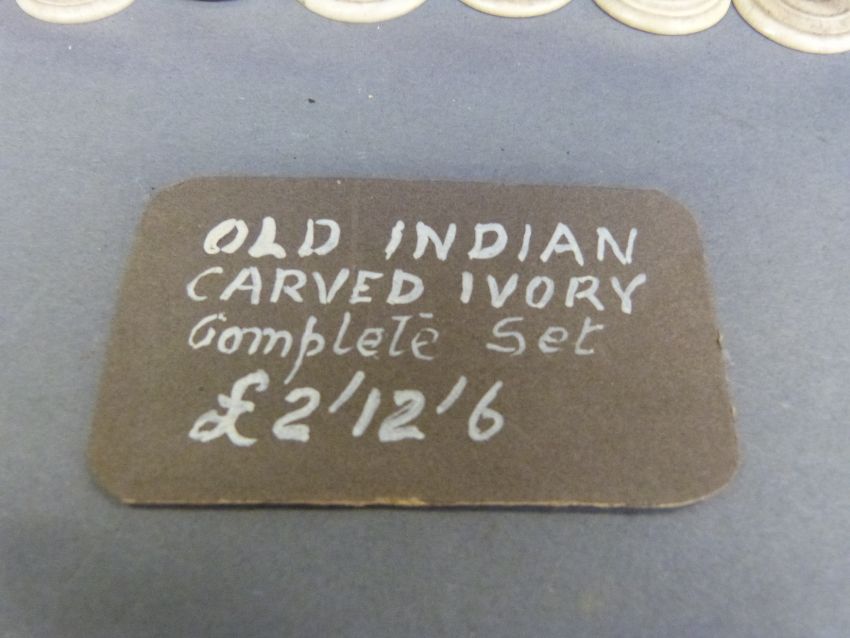 OLD INDIAN
CARVED IVORY
Complete Set
£2'12'6